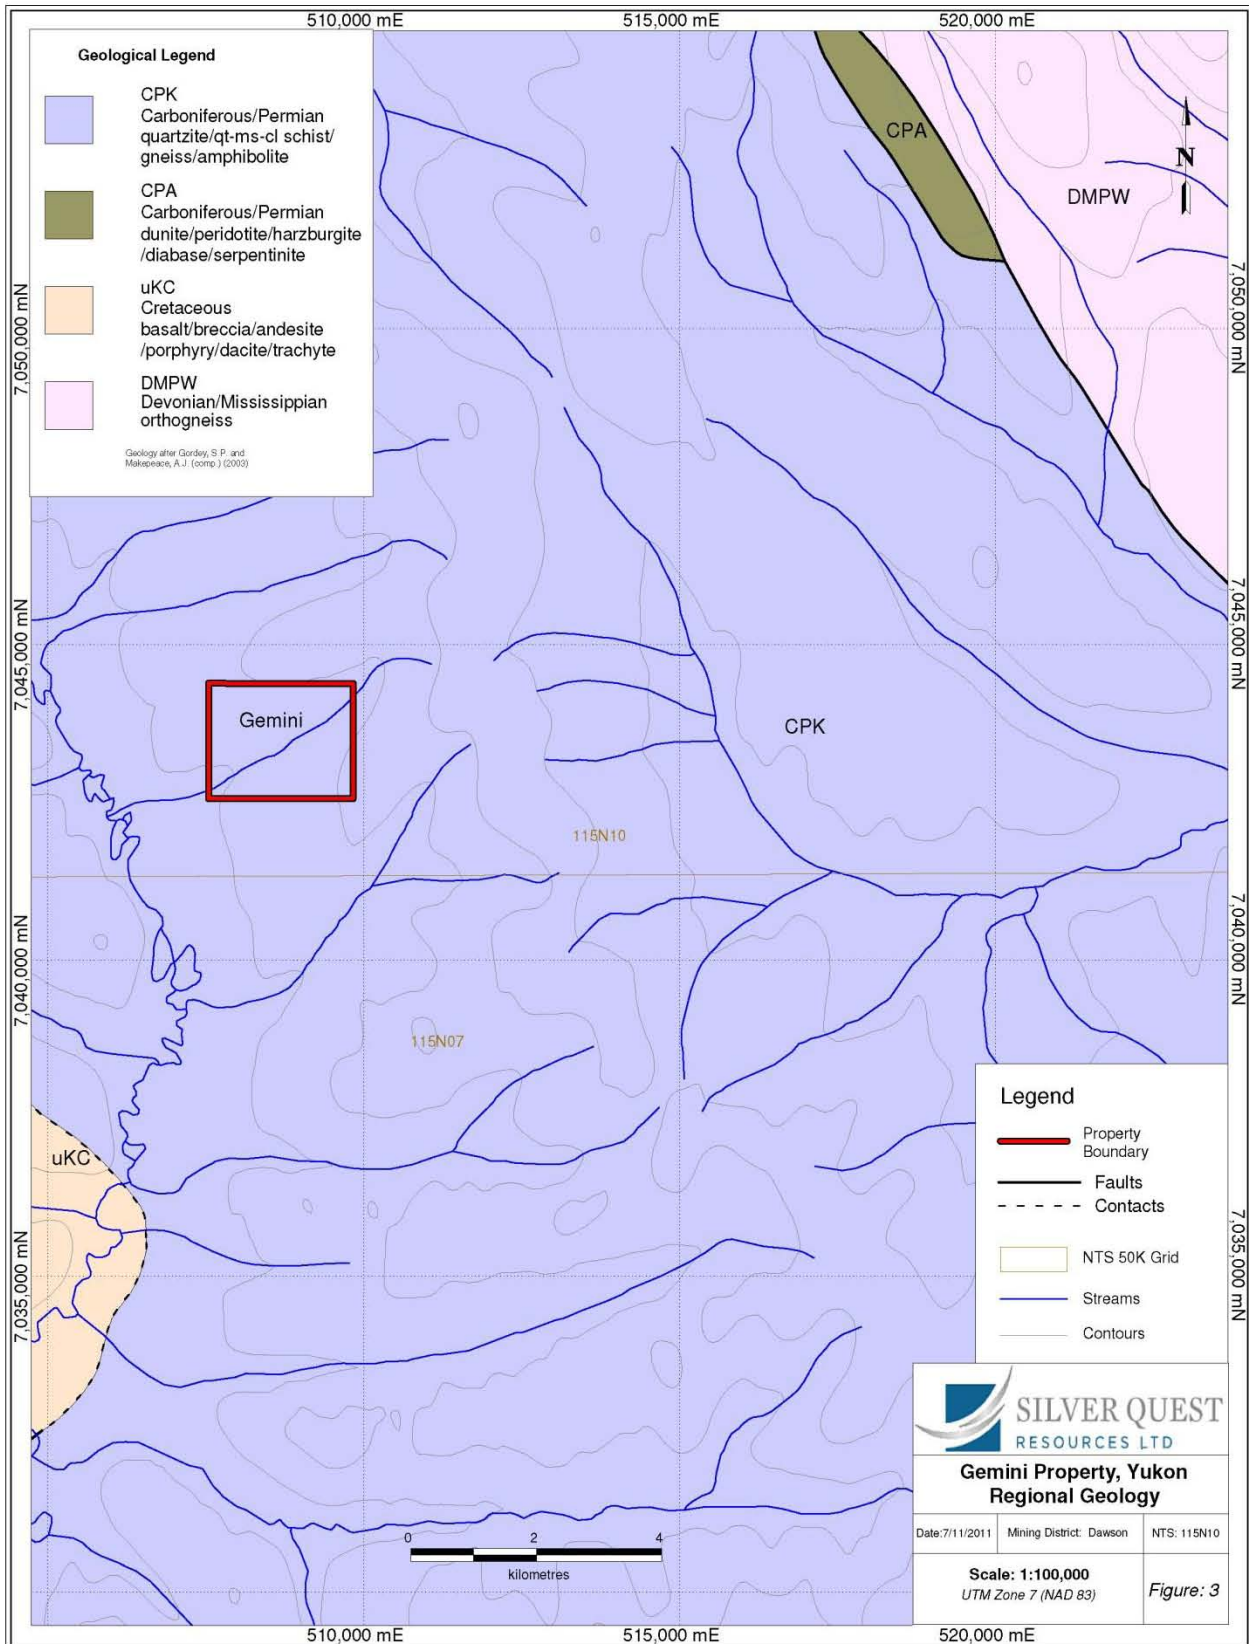 510,000 mE
515,000 mE
520,000 mE
Geological Legend
CPK
Carboniferous/Permian
quartzite/qt-ms-cl schist/
gneiss/amphibolite
CPA
Carboniferous/Permian
dunite/peridotite/harzburgite
/diabase/serpentinite
uKC
Cretaceous
basalt/breccia/andesite
/porphyry/dacite/trachyte
DMPW
Devonian/Mississippian
orthogneiss
Geology after Gordey, S.P. and
Makepeace, A.J. (comp.) (2003)
CPA
DMPW
N
7,050,000 mN
7,050,000 mN
7,045,000 mN
7,045,000 mN
Gemini
CPK
115N10
7,040,000 mN
7,040,000 mN
115N07
uKC
7,035,000 mN
7,035,000 mN
Legend
Property
Boundary
Faults
Contacts
NTS 50K Grid
Streams
Contours
SILVER QUEST
RESOURCES LTD
Gemini Property, Yukon
Regional Geology
Date:7/11/2011
Mining District: Dawson
NTS: 115N10
Scale: 1:100,000
UTM Zone 7 (NAD 83)
Figure: 3
0 2 4
kilometres
510,000 mE
515,000 mE
520,000 mE